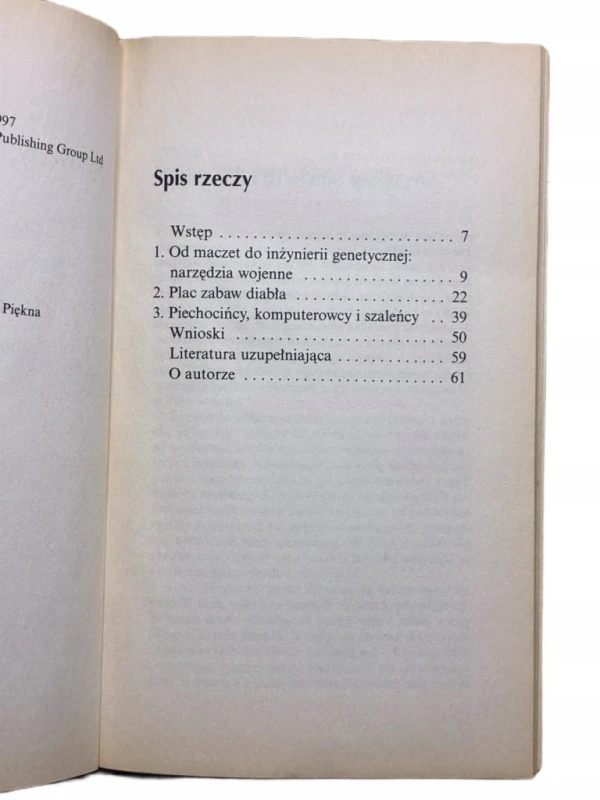 997
Publishing Group Ltd
Piękna
Spis rzeczy
Wstęp . . . . . . . . . . . . . . . . . . . . . . . . . . . . 7
1. Od maczet do inżynierii genetycznej:
narzędzia wojenne . . . . . . . . . . . . . . . . . 9
2. Plac zabaw diabła . . . . . . . . . . . . . . . . . . 22
3. Piechocińcy, komputerowcy i szaleńcy . . 39
Wnioski . . . . . . . . . . . . . . . . . . . . . . . . . 50
Literatura uzupełniająca . . . . . . . . . . . . . 59
O autorze . . . . . . . . . . . . . . . . . . . . . . . . 61